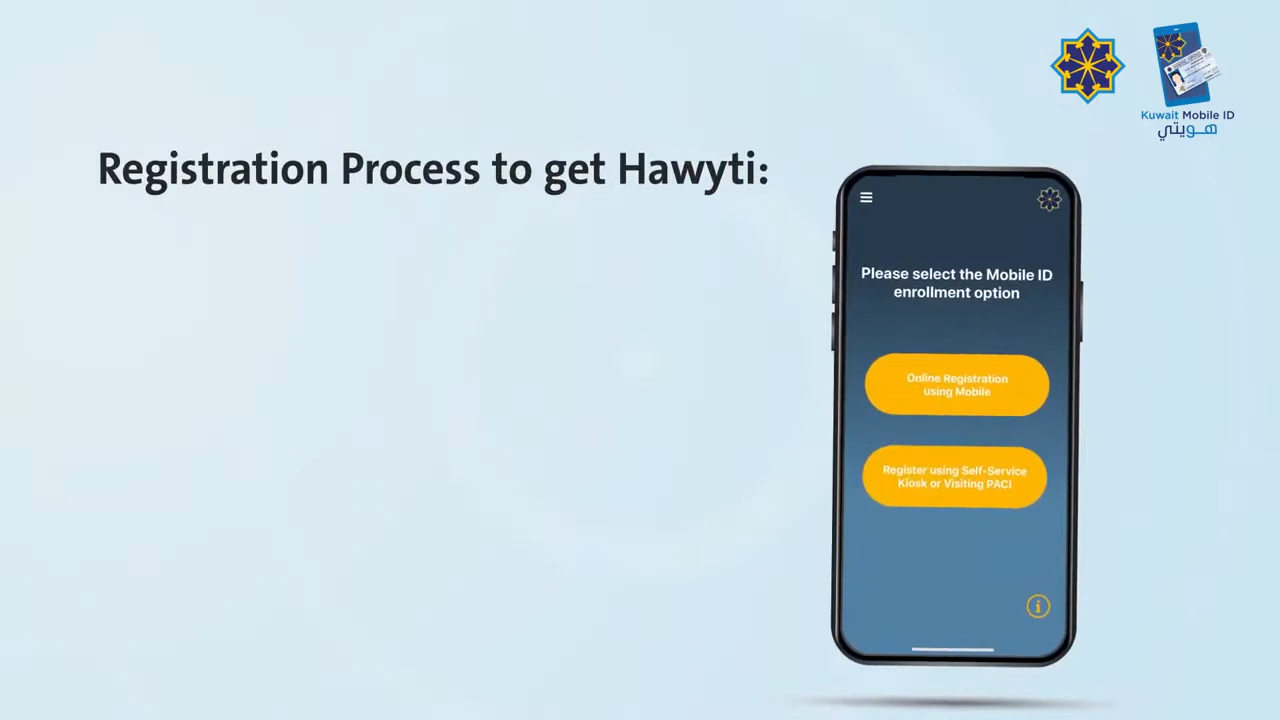 Kuwait Mobile ID
هويتي
Registration Process to get Hawyti:
Please select the Mobile ID
enrollment option
Online Registration
using Mobile
Register using Self-Service
Kiosk or Visiting PACI